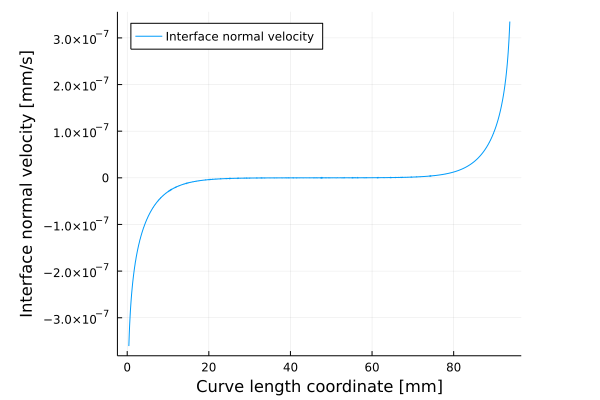 Interface normal velocity
Interface normal velocity [mm/s]
3.0×10⁻⁷
2.0×10⁻⁷
1.0×10⁻⁷
0
−1.0×10⁻⁷
−2.0×10⁻⁷
−3.0×10⁻⁷
0 20 40 60 80
Curve length coordinate [mm]